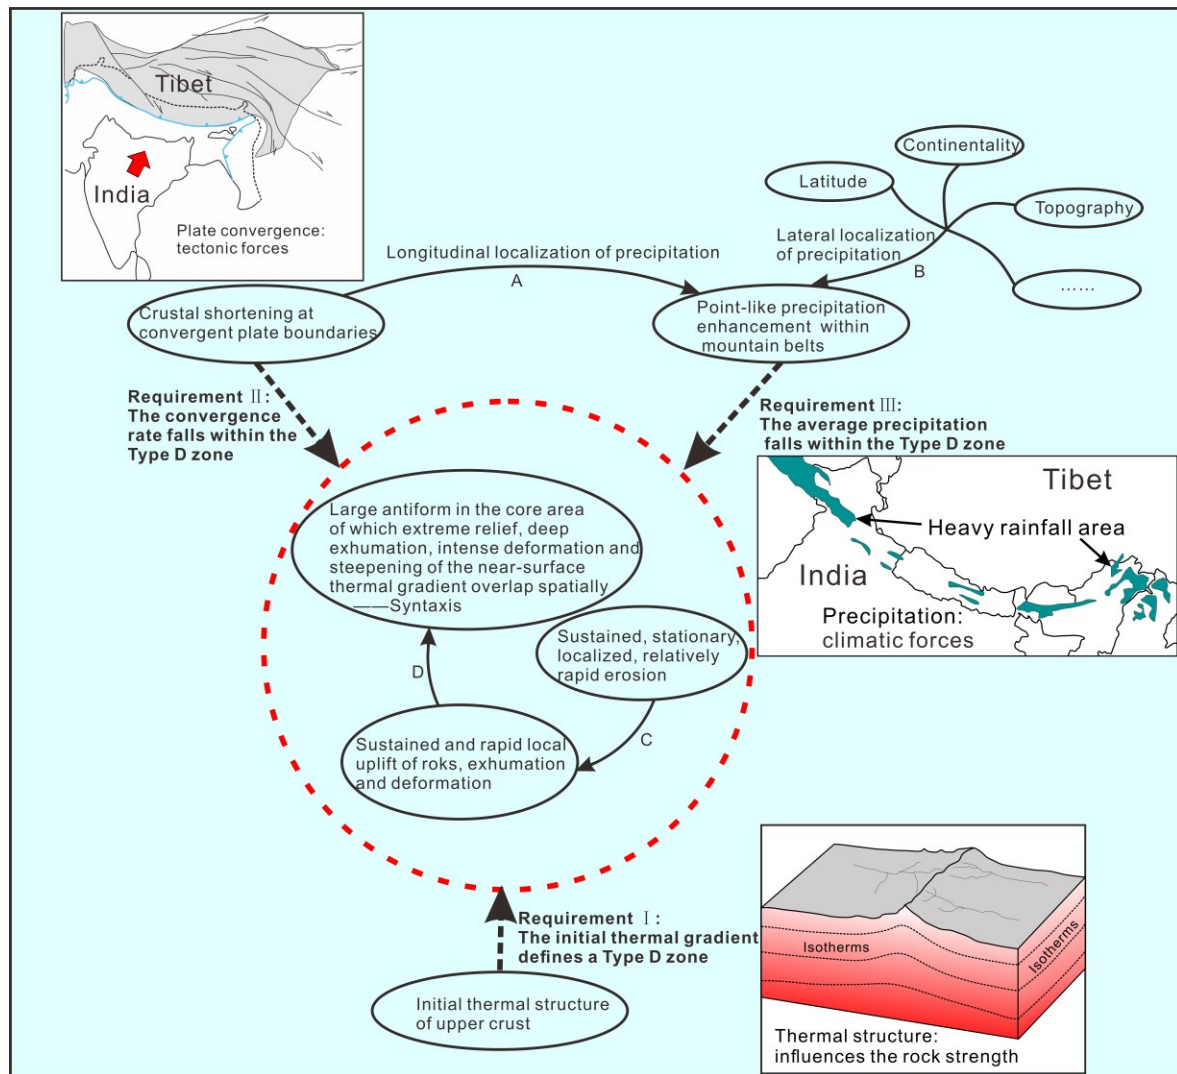 Tibet
India
Plate convergence:
tectonic forces
Continentality
Latitude
Topography
……
Longitudinal localization of precipitation
A
Lateral localization
of precipitation
B
Crustal shortening at
convergent plate boundaries
Point-like precipitation
enhancement within
mountain belts
Requirement Ⅱ:
The convergence
rate falls within the
Type D zone
Requirement Ⅲ:
The average precipitation
falls within the Type D zone
Tibet
Heavy rainfall area
India
Precipitation:
climatic forces
Large antiform in the core area
of which extreme relief, deep
exhumation, intense deformation and
steepening of the near-surface
thermal gradient overlap spatially
——Syntaxis
Sustained, stationary,
localized, relatively
rapid erosion
D
C
Sustained and rapid local
uplift of roks, exhumation
and deformation
Requirement Ⅰ:
The initial thermal gradient
defines a Type D zone
Initial thermal structure
of upper crust
Isotherms
Isotherms
Thermal structure:
influences the rock strength